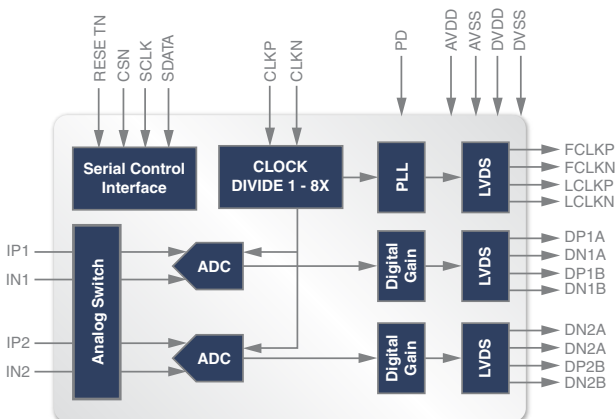 RESE TN
CSN
SCLK
SDATA
CLKP
CLKN
PD
AVDD
AVSS
DVDD
DVSS
Serial Control
Interface
CLOCK
DIVIDE 1 - 8X
PLL
LVDS
FCLKP
FCLKN
LCLKP
LCLKN
IP1
IN1
IP2
IN2
Analog Switch
ADC
Digital
Gain
LVDS
DP1A
DN1A
DP1B
DN1B
ADC
Digital
Gain
LVDS
DN2A
DN2A
DP2B
DN2B